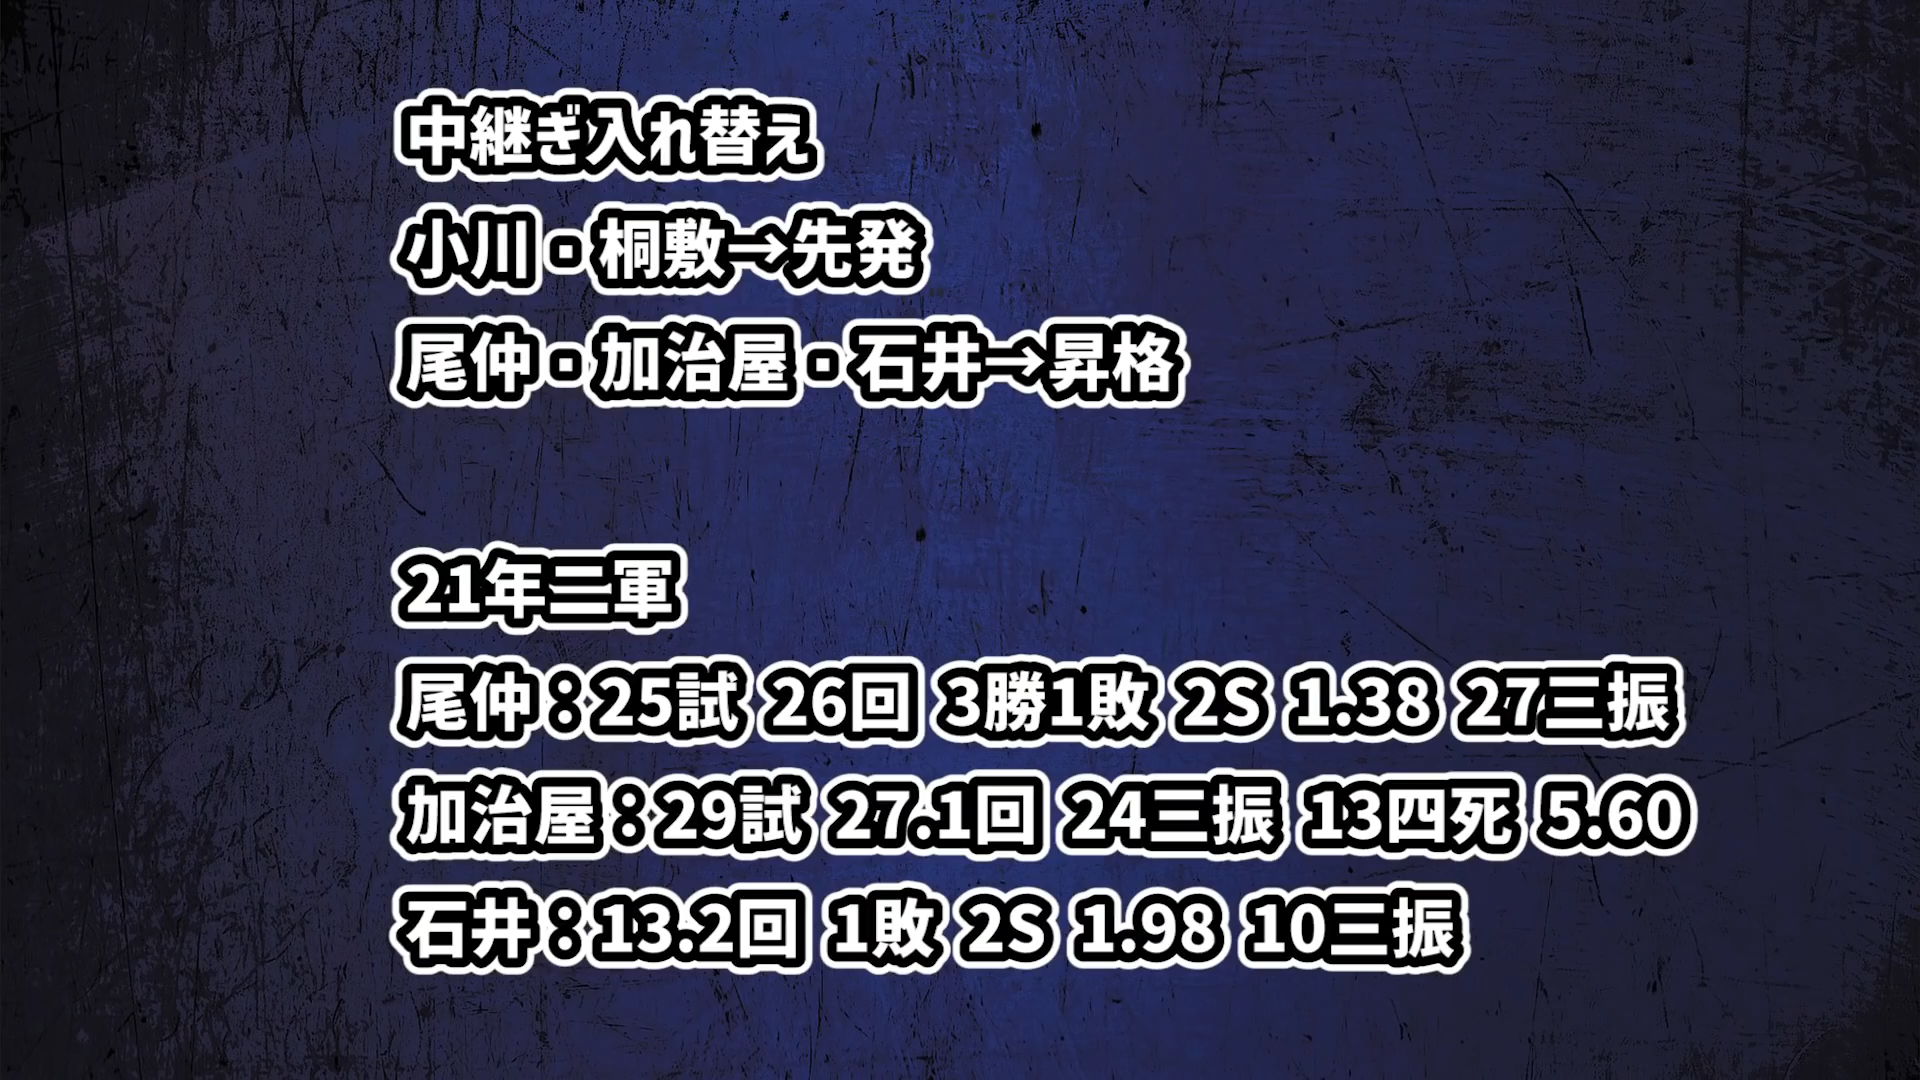 中継ぎ入れ替え
小川・桐敷→先発
尾仲・加治屋・石井→昇格
21年二軍
尾仲：25試 26回 3勝1敗 2S 1.38 27三振
加治屋：29試 27.1回 24三振 13四死 5.60
石井：13.2回 1敗 2S 1.98 10三振